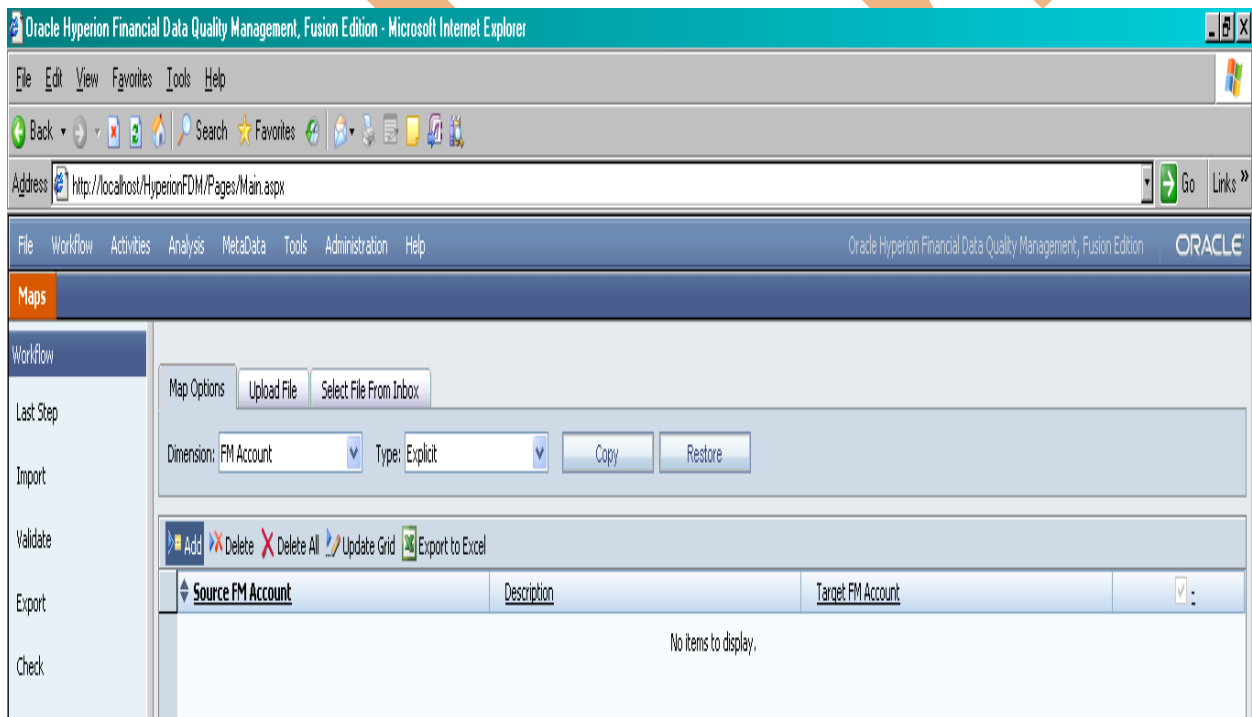 Oracle Hyperion Financial Data Quality Management, Fusion Edition - Microsoft Internet Explorer
File Edit View Favorites Tools Help
Back Search Favorites
Address http://localhost/HyperionFDM/Pages/Main.aspx Go Links »
File Workflow Activities Analysis MetaData Tools Administration Help Oracle Hyperion Financial Data Quality Management, Fusion Edition ORACLE
Maps
Workflow
Last Step
Import
Validate
Export
Check
Map Options Upload File Select File From Inbox
Dimension: FM Account Type: Explicit Copy Restore
Add Delete Delete All Update Grid Export to Excel
Source FM Account Description Target FM Account -
No items to display.